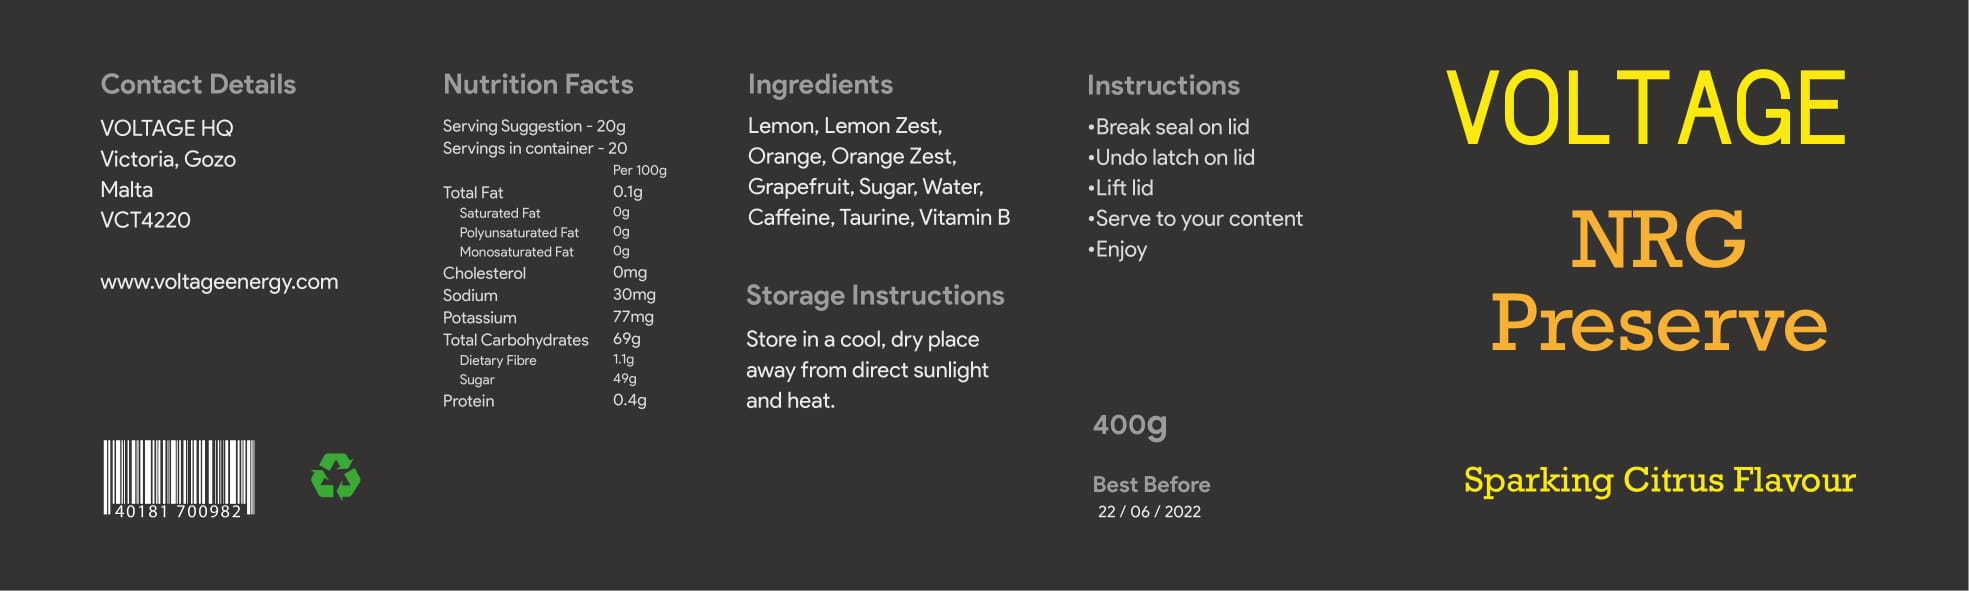 Contact Details
VOLTAGE HQ
Victoria, Gozo
Malta
VCT4220
www.voltageenergy.com
40181 700982
Nutrition Facts
Serving Suggestion - 20g
Servings in container - 20
Per 100g
Total Fat 0.1g
Saturated Fat 0g
Polyunsaturated Fat 0g
Monosaturated Fat 0g
Cholesterol 0mg
Sodium 30mg
Potassium 77mg
Total Carbohydrates 69g
Dietary Fibre 1.1g
Sugar 49g
Protein 0.4g
Ingredients
Lemon, Lemon Zest,
Orange, Orange Zest,
Grapefruit, Sugar, Water,
Caffeine, Taurine, Vitamin B
Storage Instructions
Store in a cool, dry place
away from direct sunlight
and heat.
Instructions
•Break seal on lid
•Undo latch on lid
•Lift lid
•Serve to your content
•Enjoy
400g
Best Before
22 / 06 / 2022
VOLTAGE
NRG
Preserve
Sparking Citrus Flavour